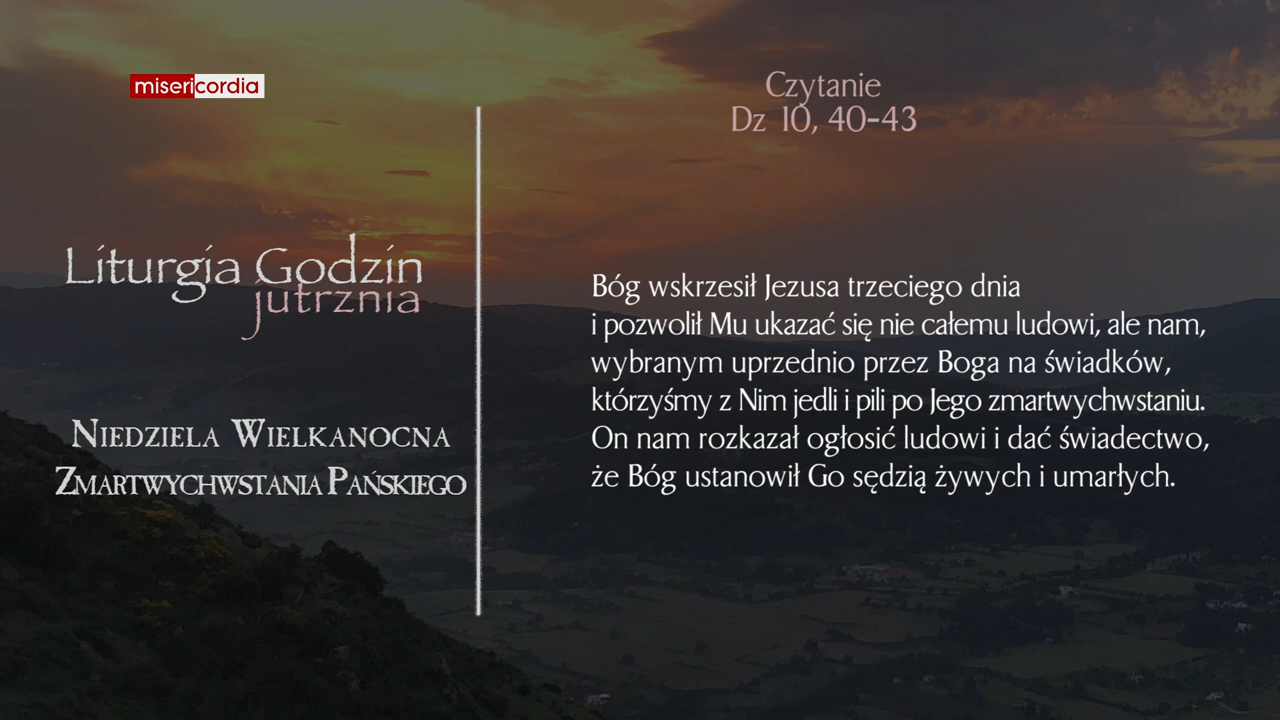 misericordia
Liturgia Godzin
jutrznia
Niedziela Wielkanocna
Zmartwychwstania Pańskiego
Czytanie
Dz 10, 40-43
Bóg wskrzesił Jezusa trzeciego dnia
i pozwolił Mu ukazać się nie całemu ludowi, ale nam,
wybranym uprzednio przez Boga na świadków,
którzyśmy z Nim jedli i pili po Jego zmartwychwstaniu.
On nam rozkazał ogłosić ludowi i dać świadectwo,
że Bóg ustanowił Go sędzią żywych i umarłych.